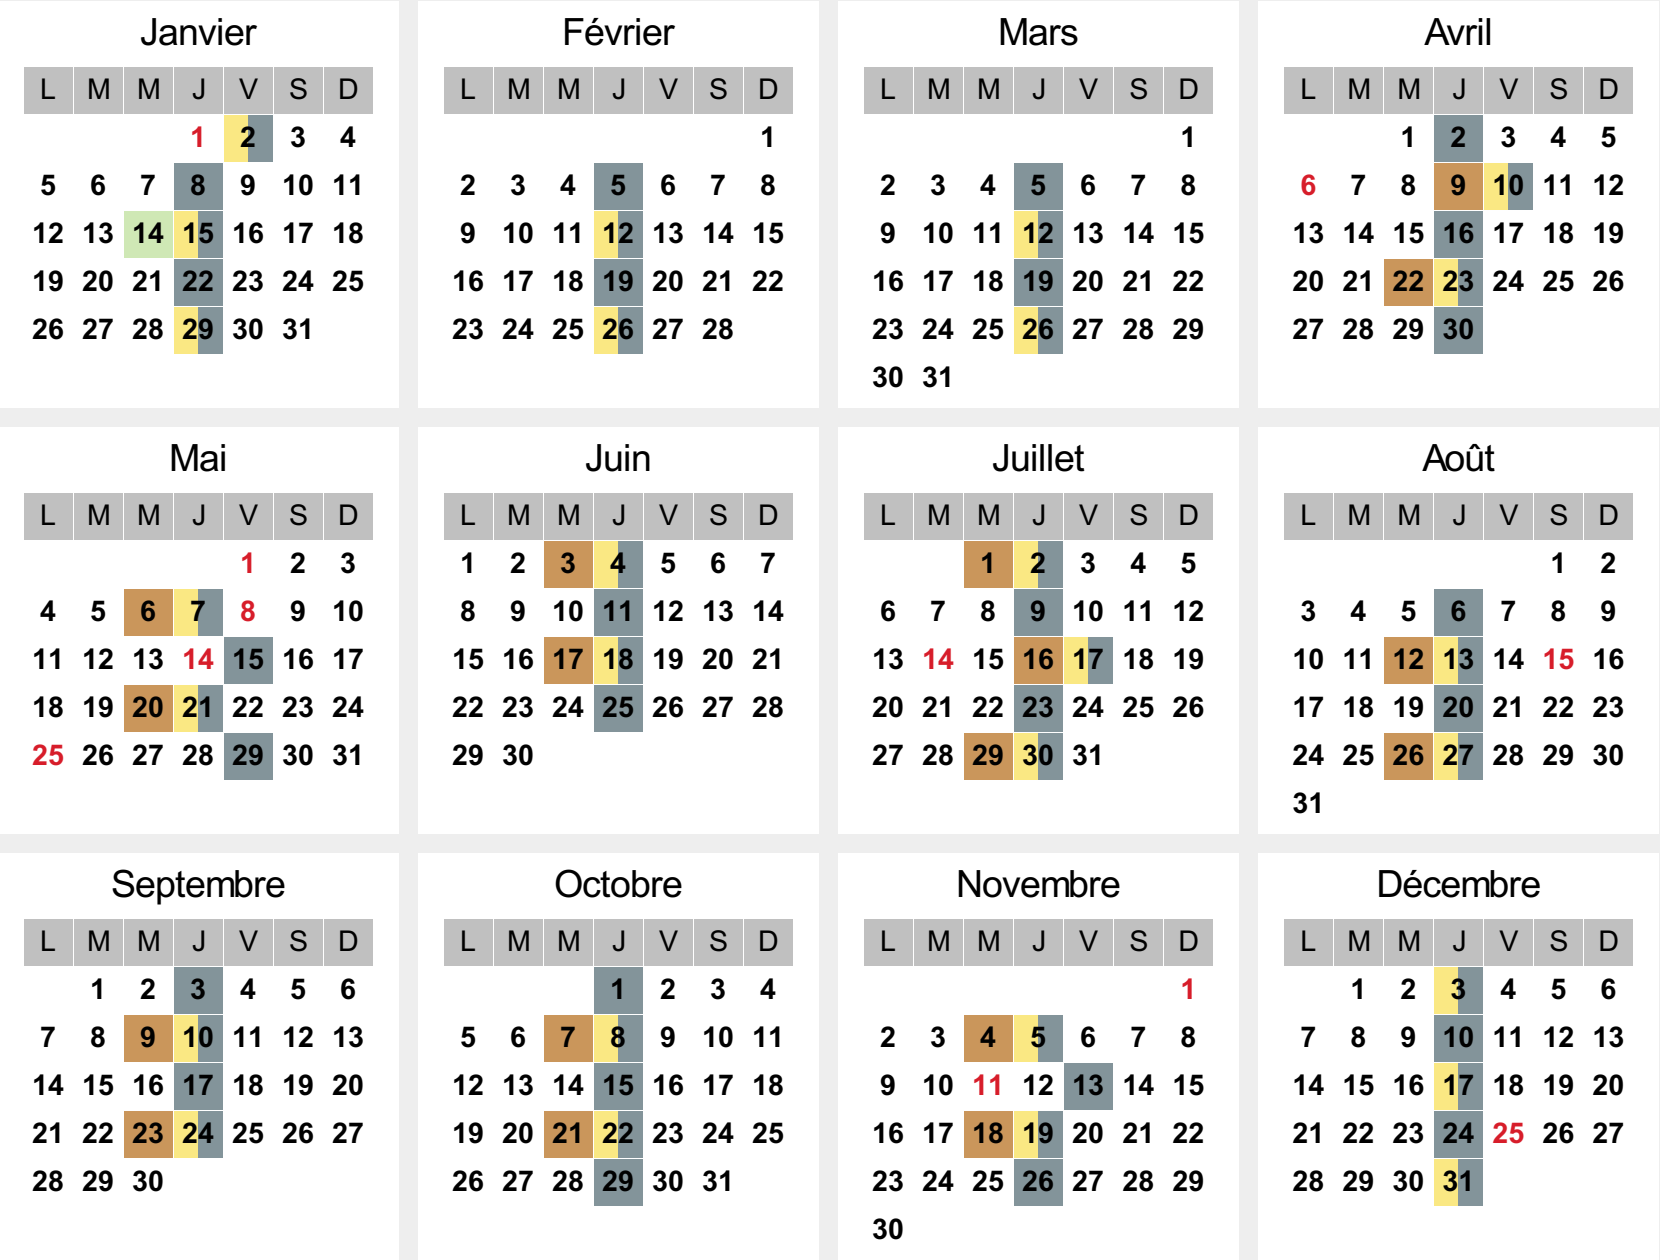 Janvier
L M M J V S D
1 2 3 4
5 6 7 8 9 10 11
12 13 14 15 16 17 18
19 20 21 22 23 24 25
26 27 28 29 30 31
Février
L M M J V S D
1
2 3 4 5 6 7 8
9 10 11 12 13 14 15
16 17 18 19 20 21 22
23 24 25 26 27 28
Mars
L M M J V S D
1
2 3 4 5 6 7 8
9 10 11 12 13 14 15
16 17 18 19 20 21 22
23 24 25 26 27 28 29
30 31
Avril
L M M J V S D
1 2 3 4 5
6 7 8 9 10 11 12
13 14 15 16 17 18 19
20 21 22 23 24 25 26
27 28 29 30
Mai
L M M J V S D
1 2 3
4 5 6 7 8 9 10
11 12 13 14 15 16 17
18 19 20 21 22 23 24
25 26 27 28 29 30 31
Juin
L M M J V S D
1 2 3 4 5 6 7
8 9 10 11 12 13 14
15 16 17 18 19 20 21
22 23 24 25 26 27 28
29 30
Juillet
L M M J V S D
1 2 3 4 5
6 7 8 9 10 11 12
13 14 15 16 17 18 19
20 21 22 23 24 25 26
27 28 29 30 31
Août
L M M J V S D
1 2
3 4 5 6 7 8 9
10 11 12 13 14 15 16
17 18 19 20 21 22 23
24 25 26 27 28 29 30
31
Septembre
L M M J V S D
1 2 3 4 5 6
7 8 9 10 11 12 13
14 15 16 17 18 19 20
21 22 23 24 25 26 27
28 29 30
Octobre
L M M J V S D
1 2 3 4
5 6 7 8 9 10 11
12 13 14 15 16 17 18
19 20 21 22 23 24 25
26 27 28 29 30 31
Novembre
L M M J V S D
1
2 3 4 5 6 7 8
9 10 11 12 13 14 15
16 17 18 19 20 21 22
23 24 25 26 27 28 29
30
Décembre
L M M J V S D
1 2 3 4 5 6
7 8 9 10 11 12 13
14 15 16 17 18 19 20
21 22 23 24 25 26 27
28 29 30 31